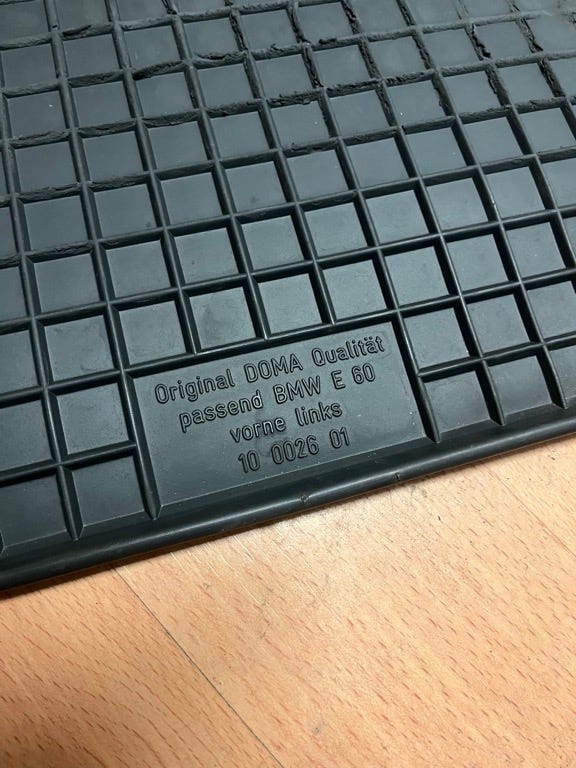 Original DOMA Qualität
passend BMW E 60
vorne links
10 0026 01